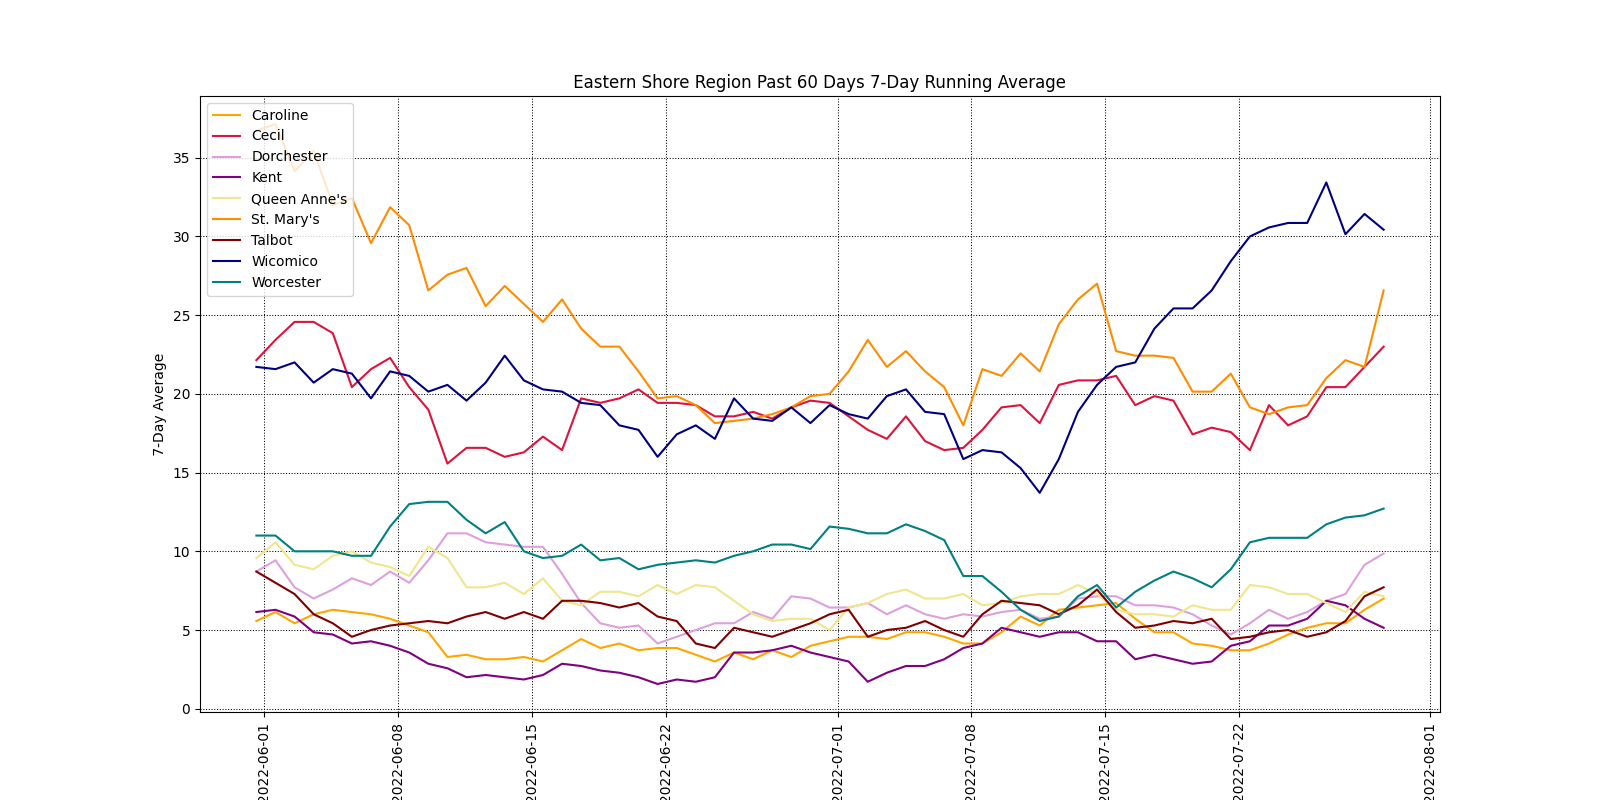 Eastern Shore Region Past 60 Days 7-Day Running Average
Caroline
Cecil
Dorchester
Kent
Queen Anne's
St. Mary's
Talbot
Wicomico
Worcester
7-Day Average
35
30
25
20
15
10
5
0
2022-06-01
2022-06-08
2022-06-15
2022-06-22
2022-07-01
2022-07-08
2022-07-15
2022-07-22
2022-08-01